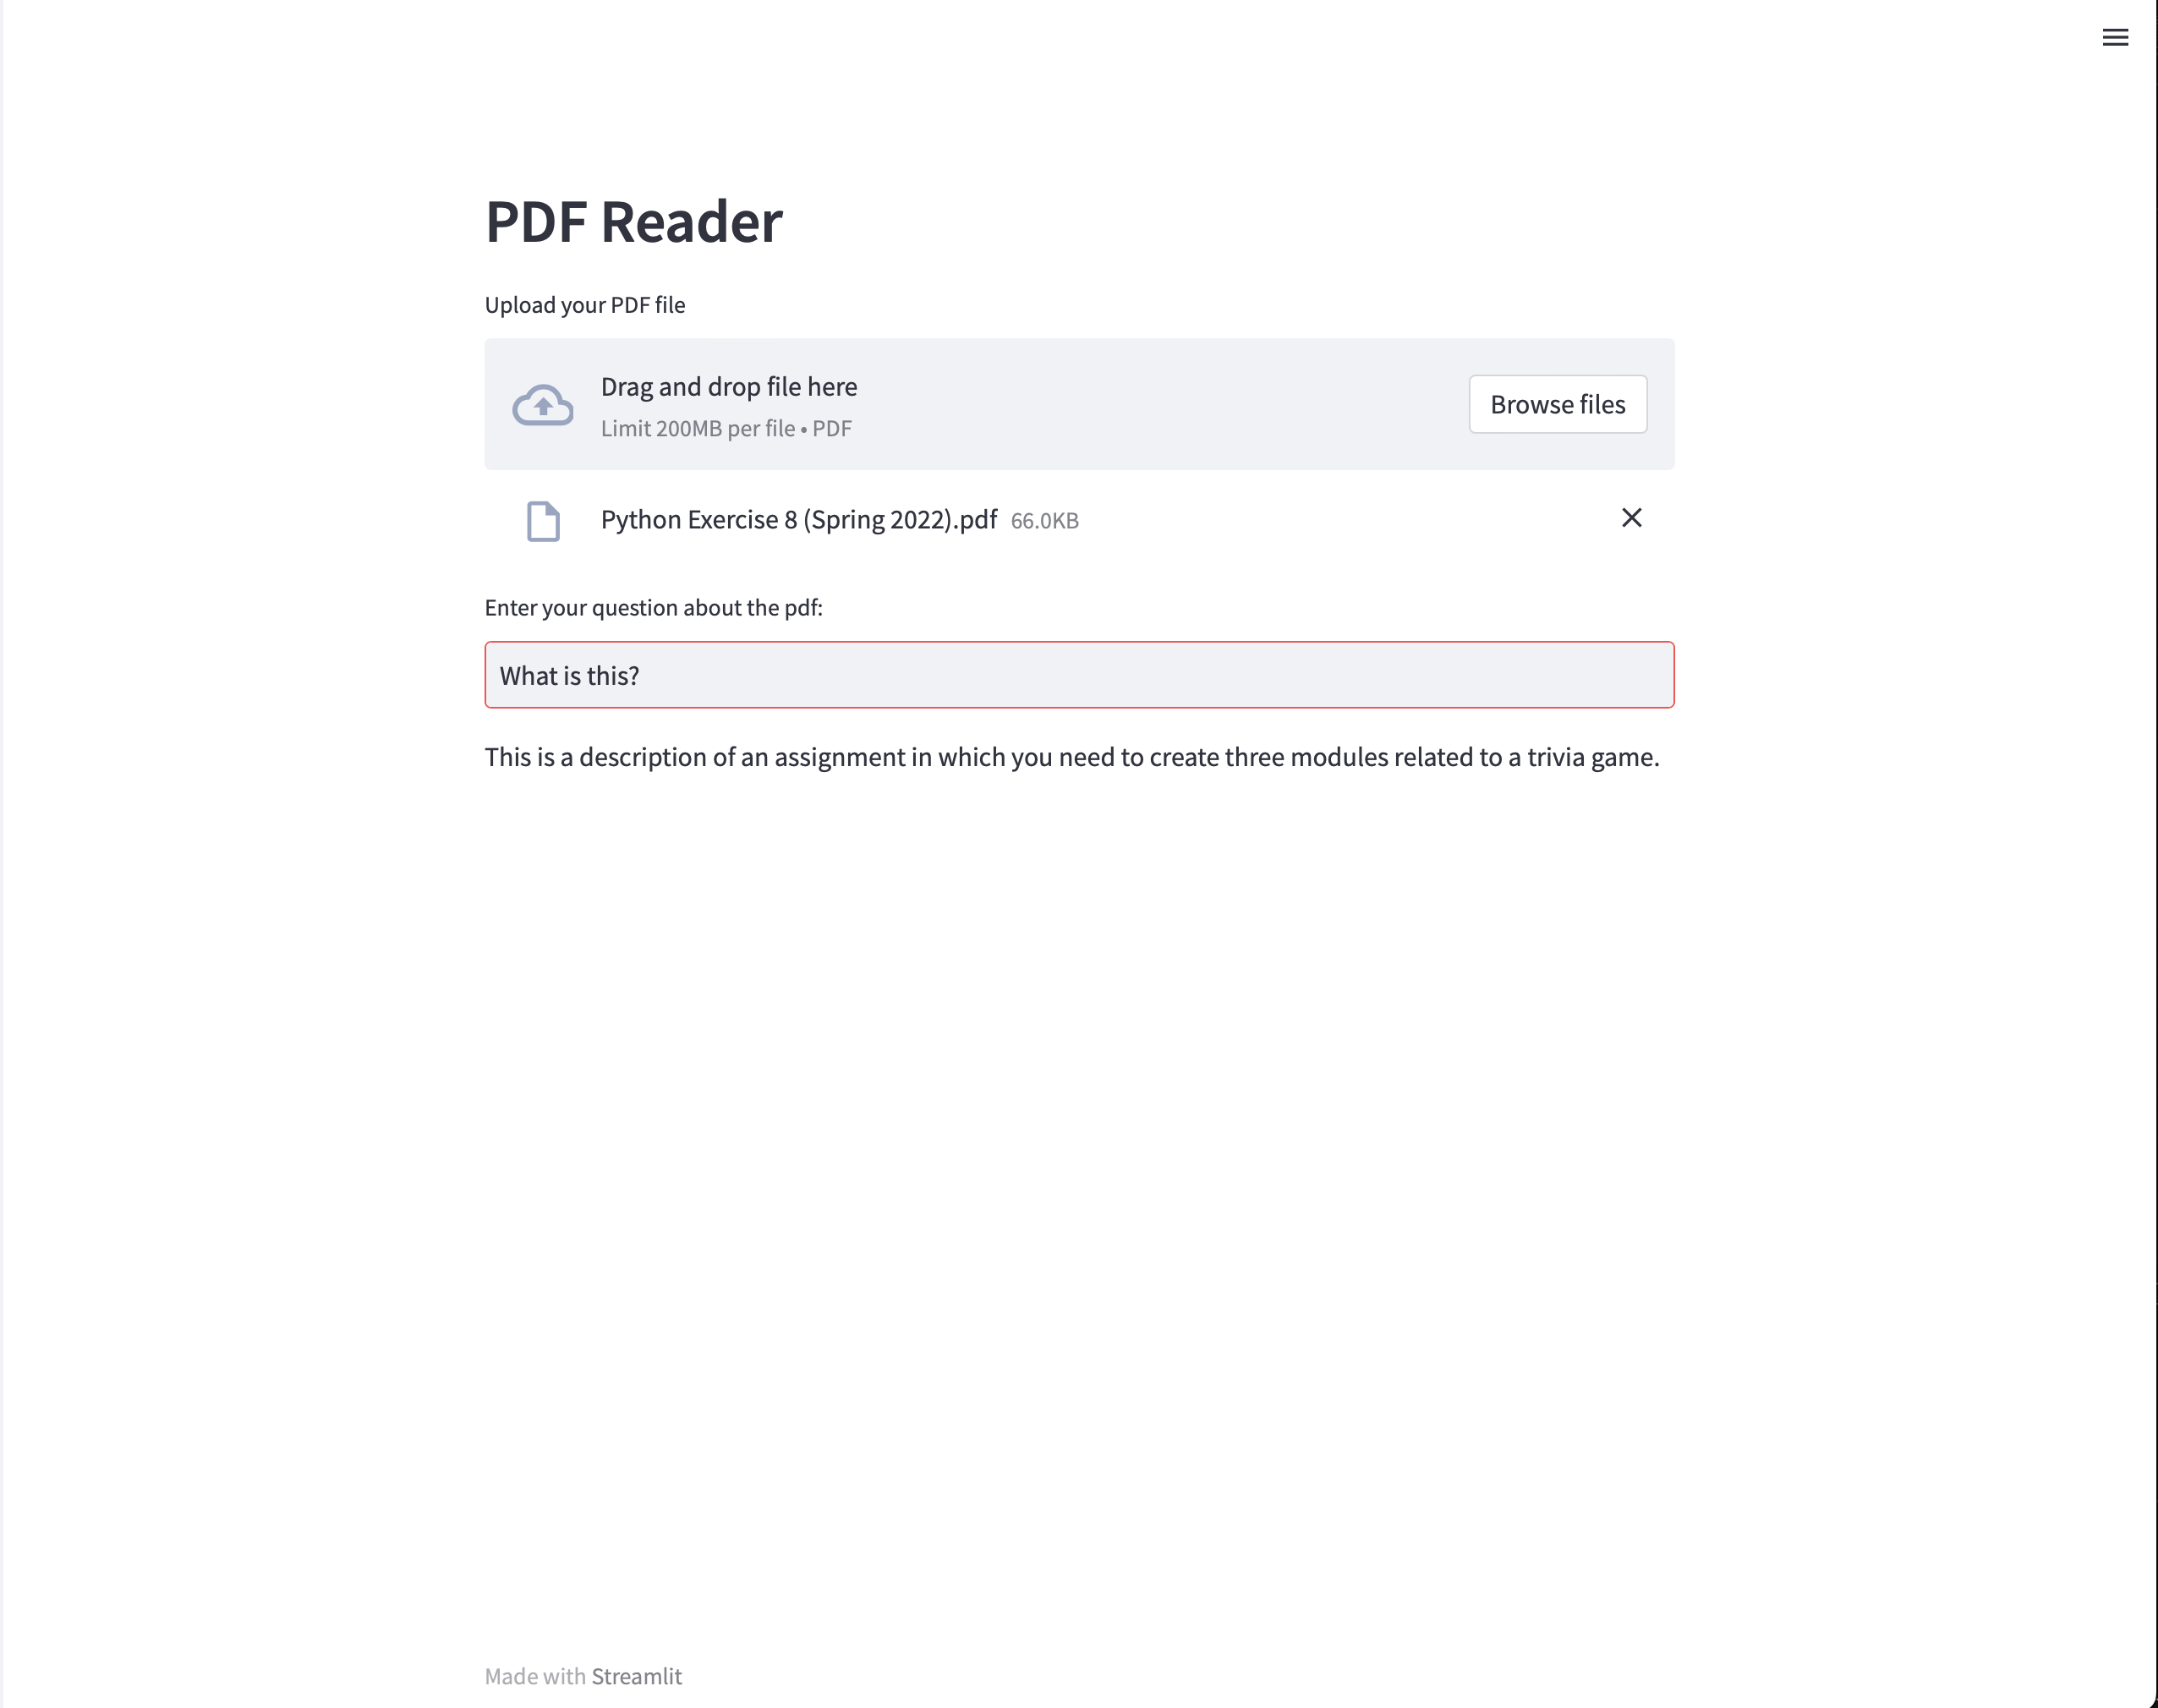 PDF Reader
Upload your PDF file
Drag and drop file here
Limit 200MB per file • PDF
Browse files
Python Exercise 8 (Spring 2022).pdf 66.0KB
Enter your question about the pdf:
What is this?
This is a description of an assignment in which you need to create three modules related to a trivia game.
Made with Streamlit